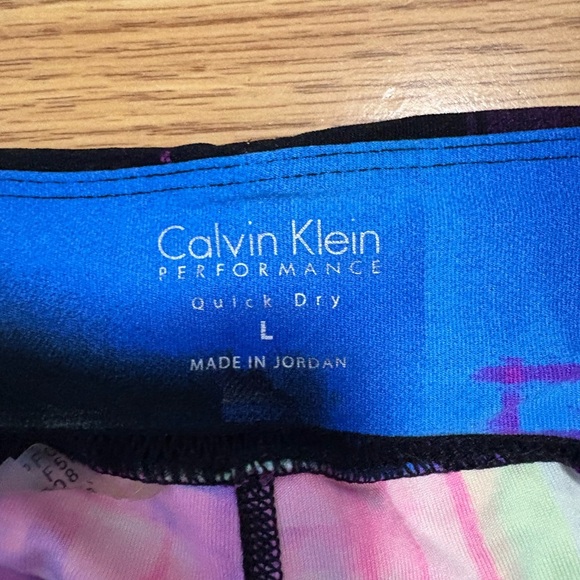 Calvin Klein
PERFORMANCE
Quick Dry
L
MADE IN JORDAN